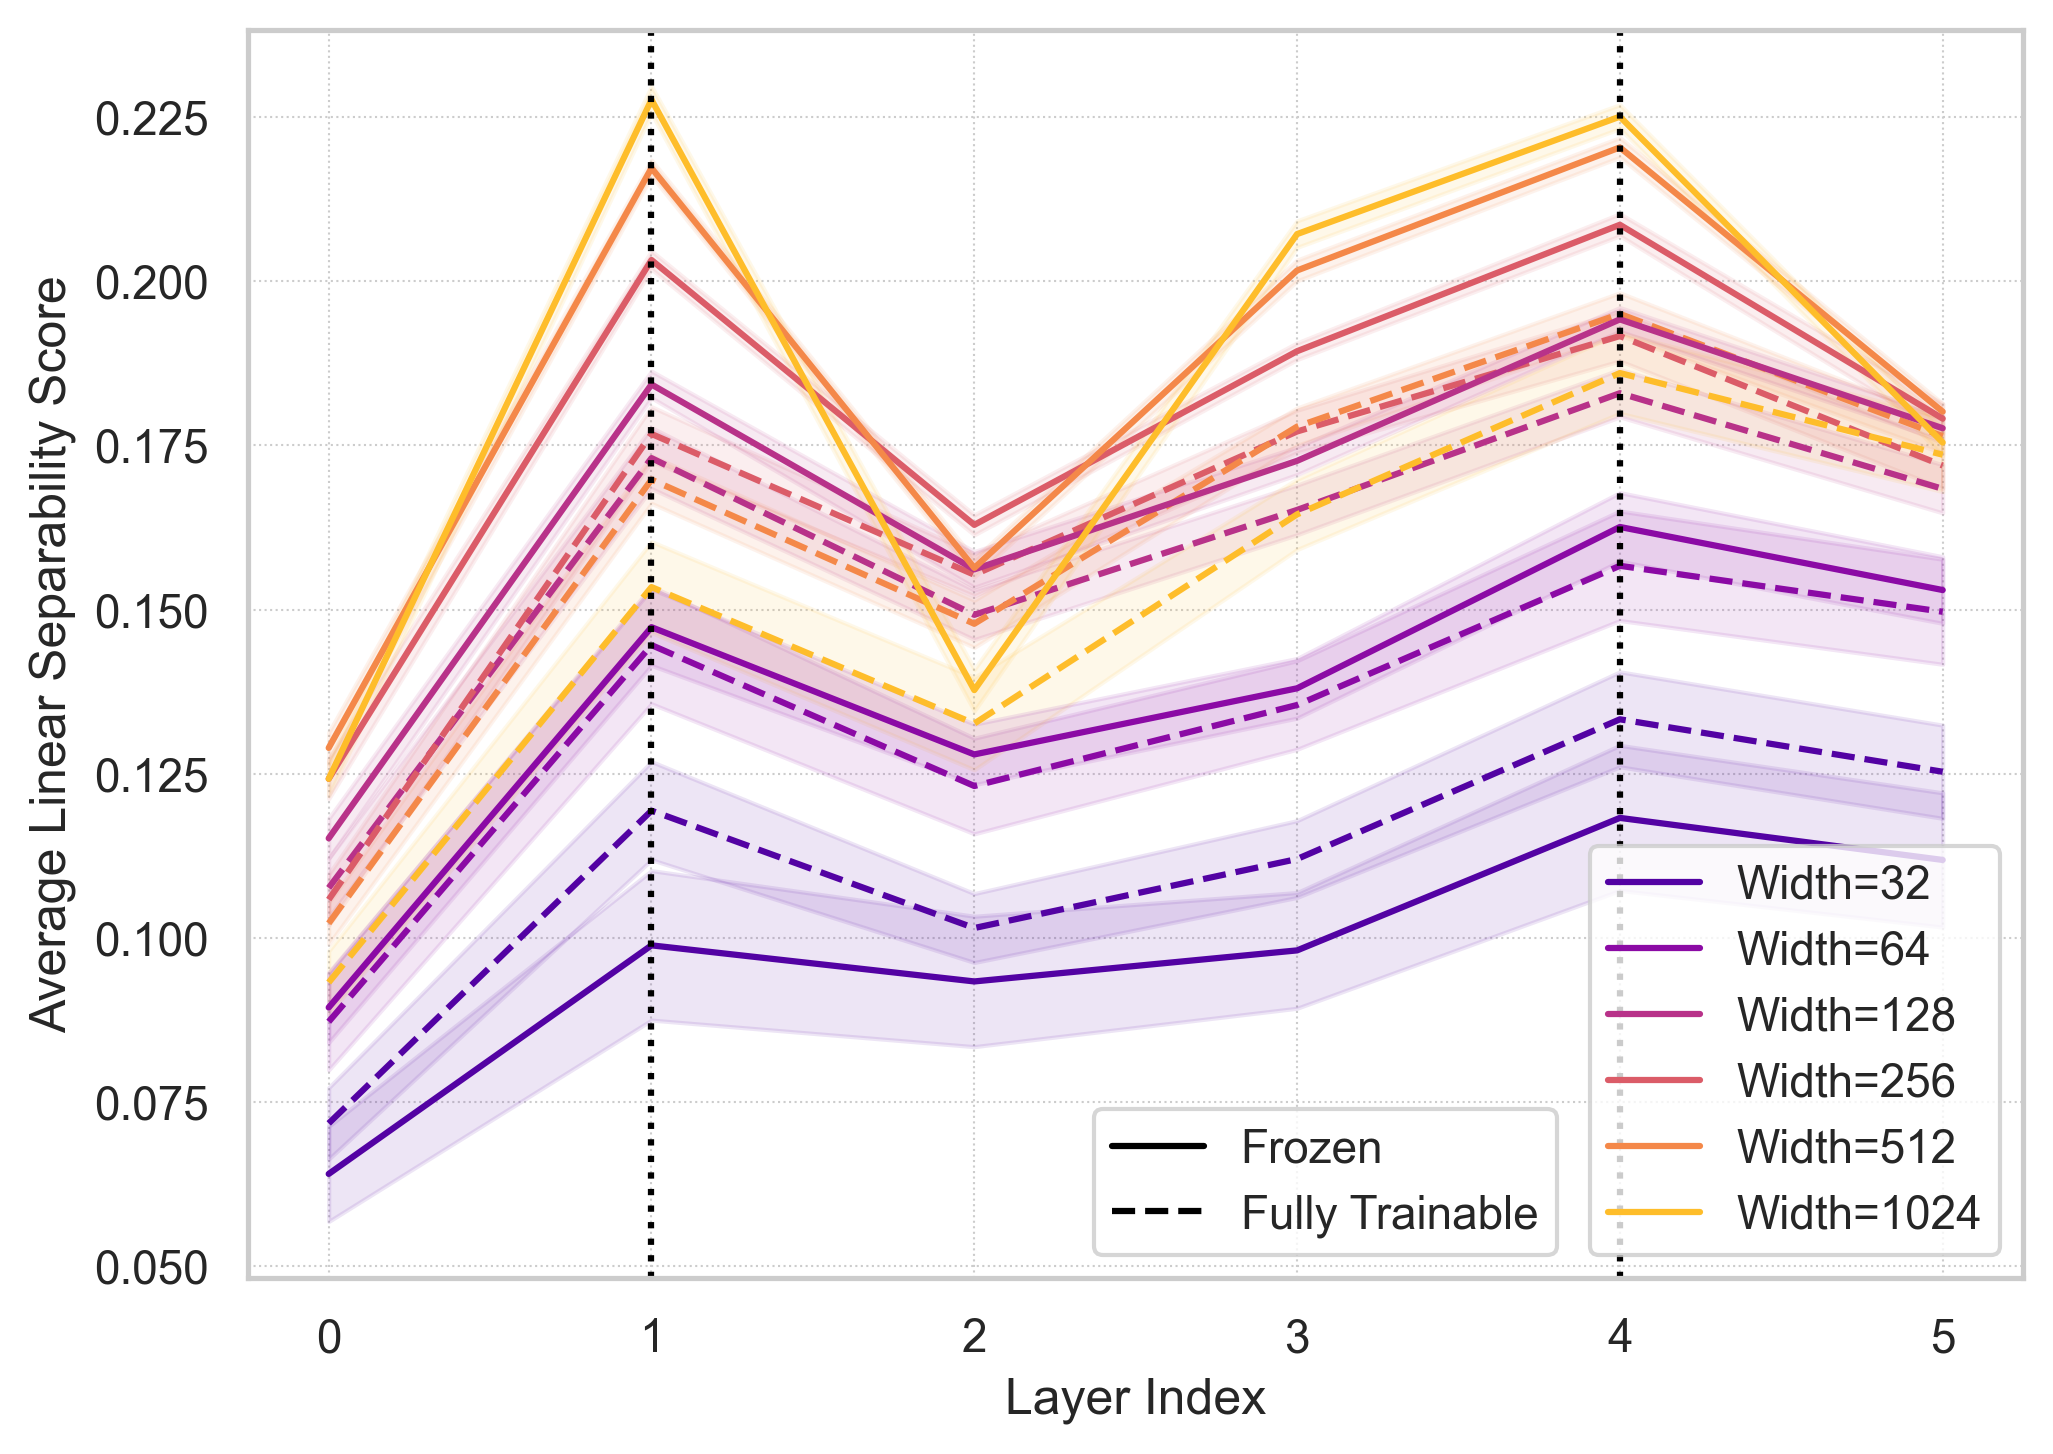 Average Linear Separability Score
0.225
0.200
0.175
0.150
0.125
0.100
0.075
0.050
0 1 2 3 4 5
Layer Index
Frozen
Fully Trainable
Width=32
Width=64
Width=128
Width=256
Width=512
Width=1024